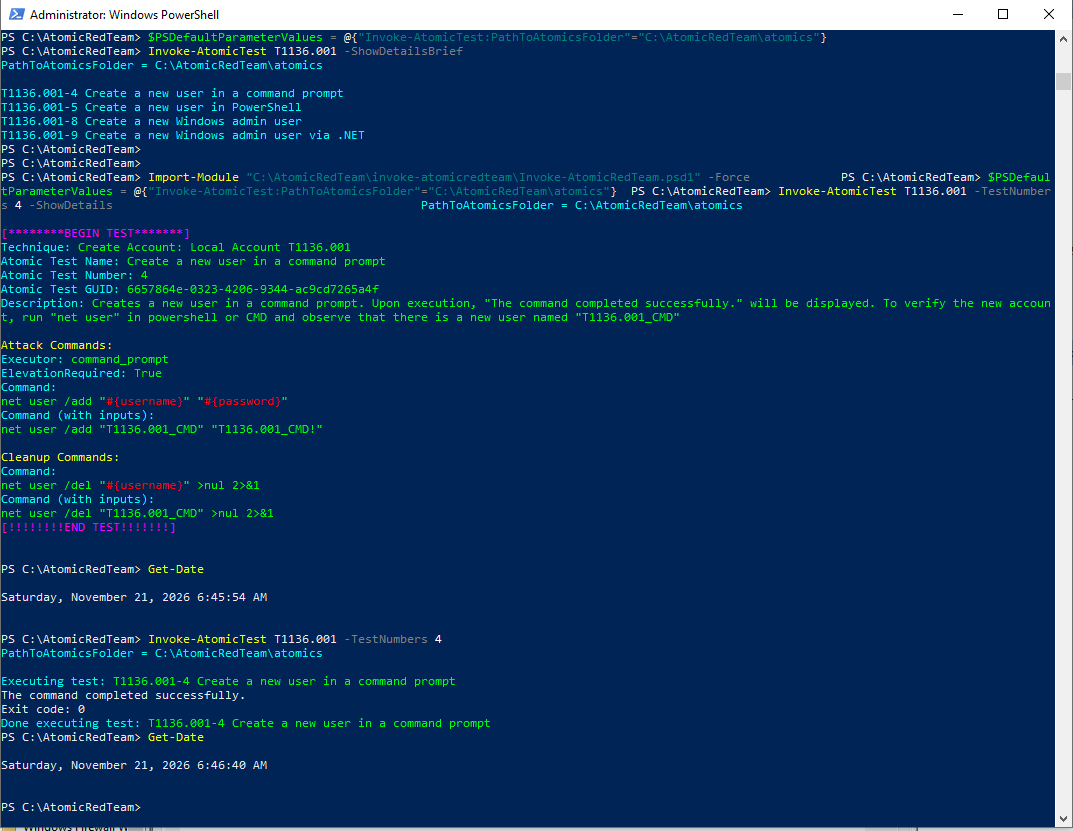 Administrator: Windows PowerShell
PS C:\AtomicRedTeam> $PSDefaultParameterValues = @{"Invoke-AtomicTest:PathToAtomicsFolder"="C:\AtomicRedTeam\atomics"}
PS C:\AtomicRedTeam> Invoke-AtomicTest T1136.001 -ShowDetailsBrief
PathToAtomicsFolder = C:\AtomicRedTeam\atomics
T1136.001-4 Create a new user in a command prompt
T1136.001-5 Create a new user in PowerShell
T1136.001-8 Create a new Windows admin user
T1136.001-9 Create a new Windows admin user via .NET
PS C:\AtomicRedTeam>
PS C:\AtomicRedTeam>
PS C:\AtomicRedTeam> Import-Module "C:\AtomicRedTeam\invoke-atomicredteam\Invoke-AtomicRedTeam.psd1" -Force PS C:\AtomicRedTeam> $PSDefaul
tParameterValues = @{"Invoke-AtomicTest:PathToAtomicsFolder"="C:\AtomicRedTeam\atomics"} PS C:\AtomicRedTeam> Invoke-AtomicTest T1136.001 -TestNumber
s 4 -ShowDetails PathToAtomicsFolder = C:\AtomicRedTeam\atomics
[********BEGIN TEST*******]
Technique: Create Account: Local Account T1136.001
Atomic Test Name: Create a new user in a command prompt
Atomic Test Number: 4
Atomic Test GUID: 6657864e-0323-4206-9344-ac9cd7265a4f
Description: Creates a new user in a command prompt. Upon execution, "The command completed successfully." will be displayed. To verify the new accoun
t, run "net user" in powershell or CMD and observe that there is a new user named "T1136.001_CMD"
Attack Commands:
Executor: command_prompt
ElevationRequired: True
Command:
net user /add "#{username}" "#{password}"
Command (with inputs):
net user /add "T1136.001_CMD" "T1136.001_CMD!"
Cleanup Commands:
Command:
net user /del "#{username}" >nul 2>&1
Command (with inputs):
net user /del "T1136.001_CMD" >nul 2>&1
[!!!!!!!!END TEST!!!!!!!]
PS C:\AtomicRedTeam> Get-Date
Saturday, November 21, 2026 6:45:54 AM
PS C:\AtomicRedTeam> Invoke-AtomicTest T1136.001 -TestNumbers 4
PathToAtomicsFolder = C:\AtomicRedTeam\atomics
Executing test: T1136.001-4 Create a new user in a command prompt
The command completed successfully.
Exit code: 0
Done executing test: T1136.001-4 Create a new user in a command prompt
PS C:\AtomicRedTeam> Get-Date
Saturday, November 21, 2026 6:46:40 AM
PS C:\AtomicRedTeam>
Windows Firewall